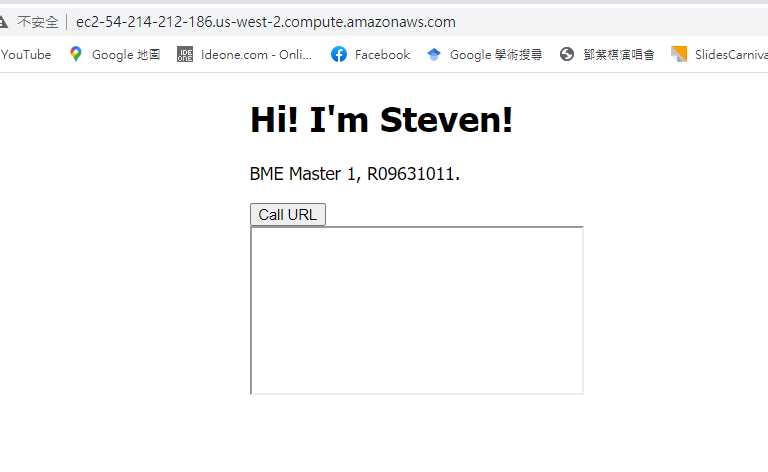 不安全 | ec2-54-214-212-186.us-west-2.compute.amazonaws.com
YouTube Google 地圖 IDE ONE Ideone.com - Onli... Facebook Google 學術搜尋 鄧紫棋演唱會 SlidesCarniva
Hi! I'm Steven!
BME Master 1, R09631011.
Call URL